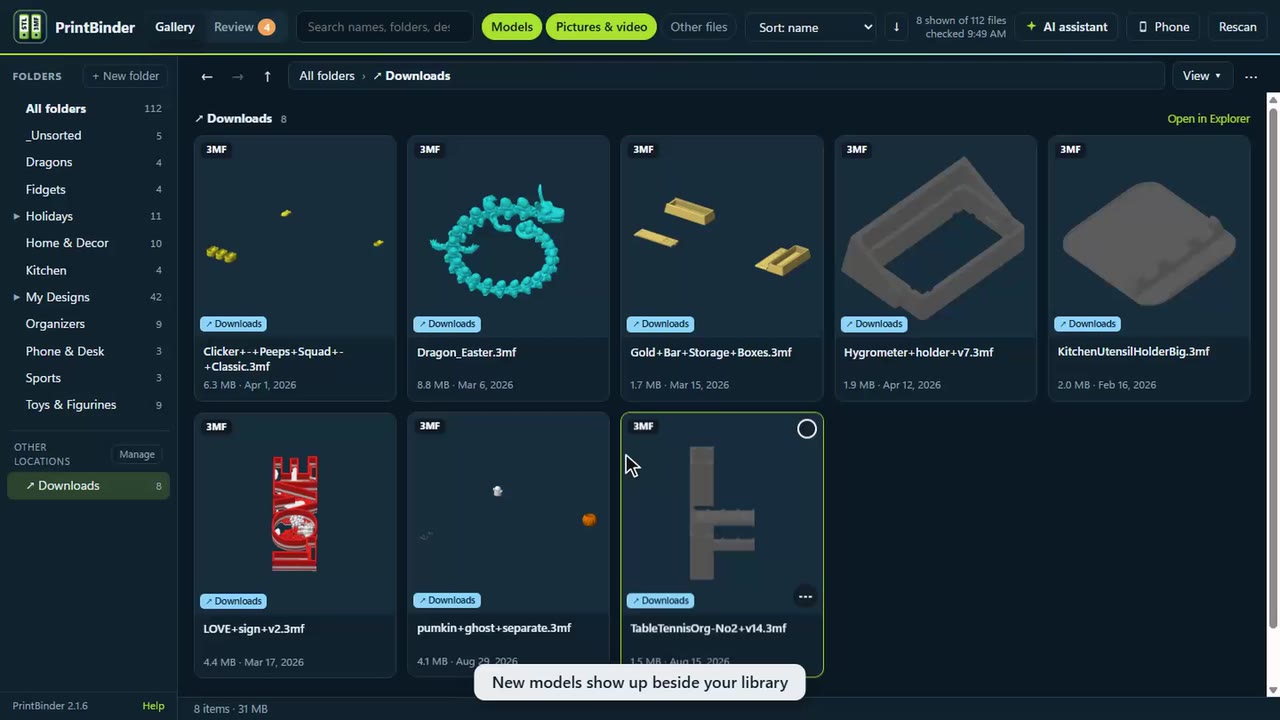 PrintBinder
Gallery
Review 4
Search names, folders, de
Models
Pictures & video
Other files
Sort: name
↓
8 shown of 112 files
checked 9:49 AM
AI assistant
Phone
Rescan
FOLDERS
+ New folder
← → ↑
All folders › ↗ Downloads
View ▾
...
All folders 112
_Unsorted 5
Dragons 4
Fidgets 4
▸ Holidays 11
Home & Decor 10
Kitchen 4
▸ My Designs 42
Organizers 9
Phone & Desk 3
Sports 3
Toys & Figurines 9
OTHER
LOCATIONS
Manage
↗ Downloads 8
↗ Downloads 8
Open in Explorer
3MF
↗ Downloads
Clicker+-+Peeps+Squad+-
+Classic.3mf
6.3 MB · Apr 1, 2026
3MF
↗ Downloads
Dragon_Easter.3mf
8.8 MB · Mar 6, 2026
3MF
↗ Downloads
Gold+Bar+Storage+Boxes.3mf
1.7 MB · Mar 15, 2026
3MF
↗ Downloads
Hygrometer+holder+v7.3mf
1.9 MB · Apr 12, 2026
3MF
↗ Downloads
KitchenUtensilHolderBig.3mf
2.0 MB · Feb 16, 2026
3MF
LOVE
↗ Downloads
LOVE+sign+v2.3mf
4.4 MB · Mar 17, 2026
3MF
↗ Downloads
pumkin+ghost+separate.3mf
4.1 MB · Aug 29, 2026
3MF
...
↗ Downloads
TableTennisOrg-No2+v14.3mf
1.5 MB · Aug 15, 2026
New models show up beside your library
PrintBinder 2.1.6
Help
8 items · 31 MB